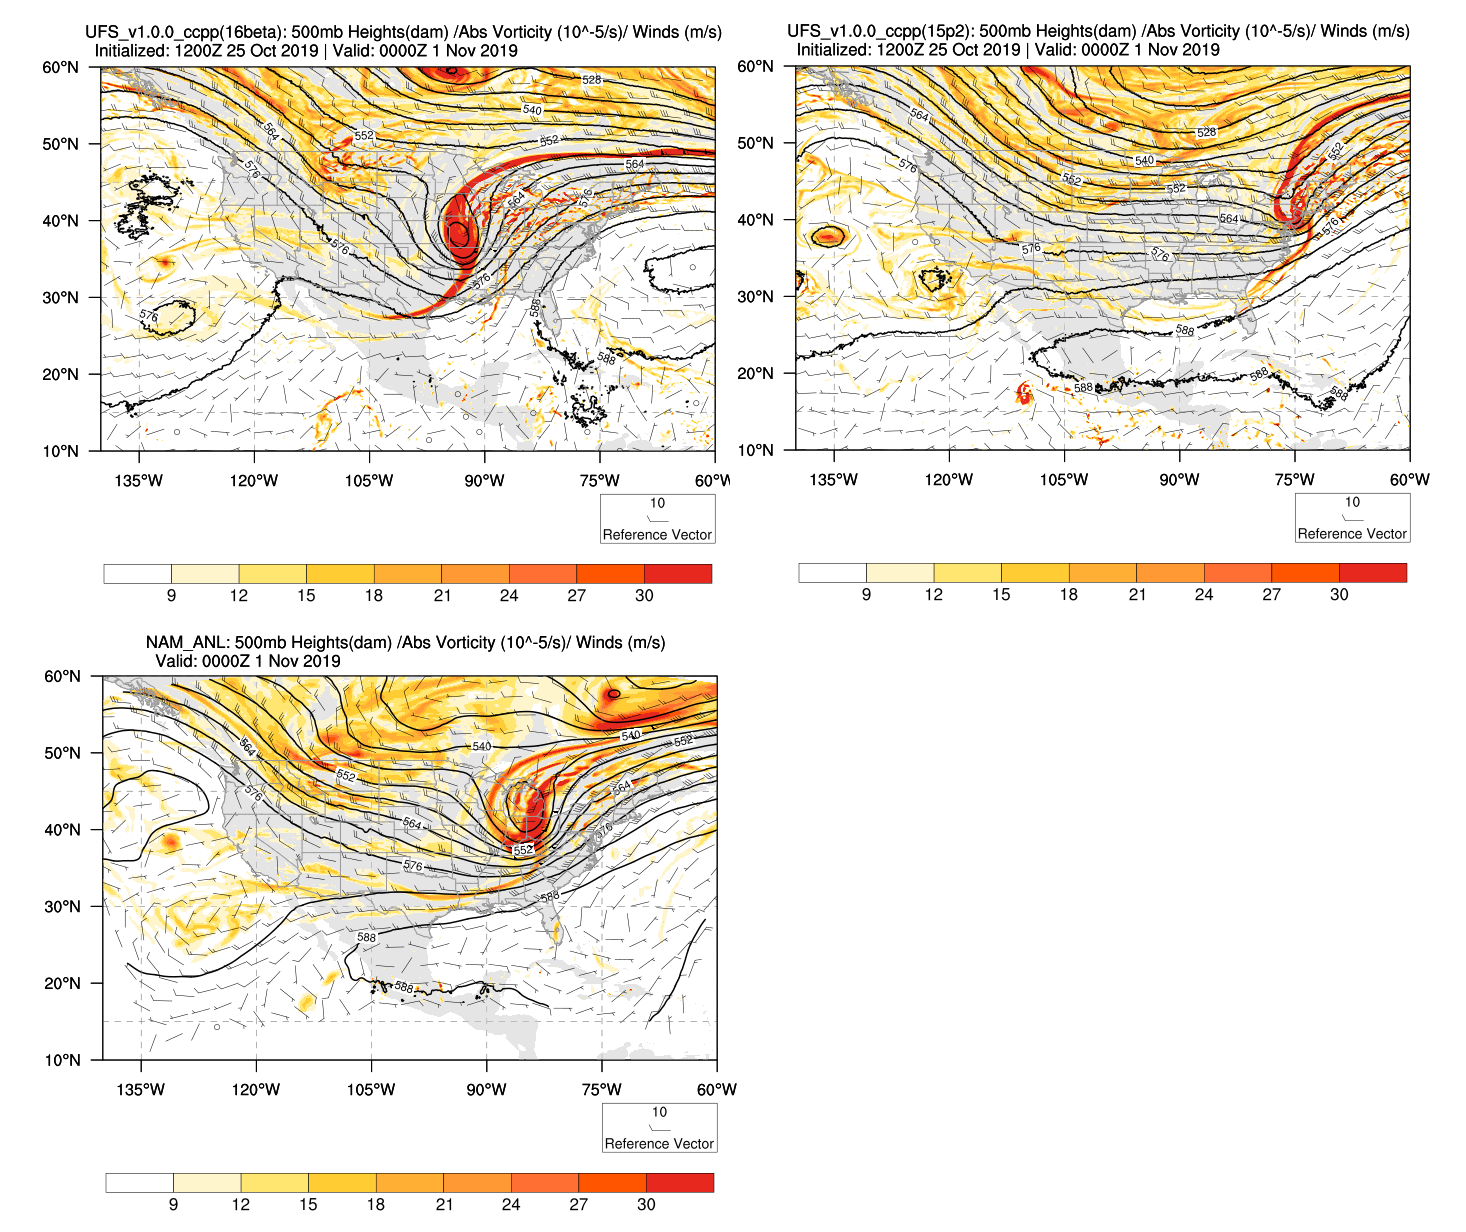 UFS_v1.0.0_ccpp(16beta): 500mb Heights(dam) /Abs Vorticity (10^-5/s)/ Winds (m/s)
Initialized: 1200Z 25 Oct 2019 | Valid: 0000Z 1 Nov 2019
60°N
50°N
40°N
30°N
20°N
10°N
528
540
552
552
564
564
564
576
576
576
576
576
588
588
135°W
120°W
105°W
90°W
75°W
60°W
10
Reference Vector
9
12
15
18
21
24
27
30
UFS_v1.0.0_ccpp(15p2): 500mb Heights(dam) /Abs Vorticity (10^-5/s)/ Winds (m/s)
Initialized: 1200Z 25 Oct 2019 | Valid: 0000Z 1 Nov 2019
60°N
50°N
40°N
30°N
20°N
10°N
564
528
540
552
552
552
576
564
576
576
576
588
588
588
588
135°W
120°W
105°W
90°W
75°W
60°W
10
Reference Vector
9
12
15
18
21
24
27
30
NAM_ANL: 500mb Heights(dam) /Abs Vorticity (10^-5/s)/ Winds (m/s)
Valid: 0000Z 1 Nov 2019
60°N
50°N
40°N
30°N
20°N
10°N
540
540
552
564
552
576
564
564
576
552
576
588
588
588
135°W
120°W
105°W
90°W
75°W
60°W
10
Reference Vector
9
12
15
18
21
24
27
30